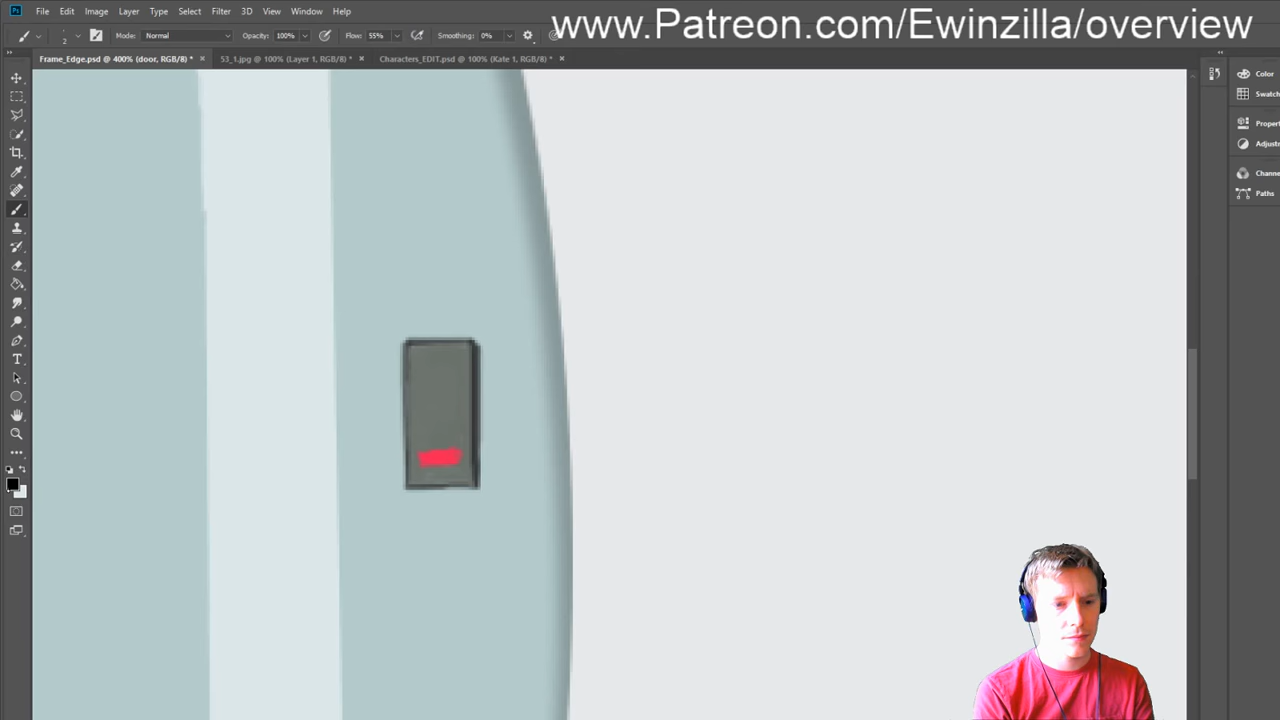 www.Patreon.com/Ewinzilla/overview
Ps File Edit Image Layer Type Select Filter 3D View Window Help
2 Mode: Normal Opacity: 100% Flow: 55% Smoothing: 0%
Frame_Edge.psd @ 400% (door, RGB/8) * × 53_1.jpg @ 100% (Layer 1, RGB/8) * × Characters_EDIT.psd @ 100% (Kate 1, RGB/8) * ×
Color
Swatch
Proper
Adjust
Channe
Paths
T